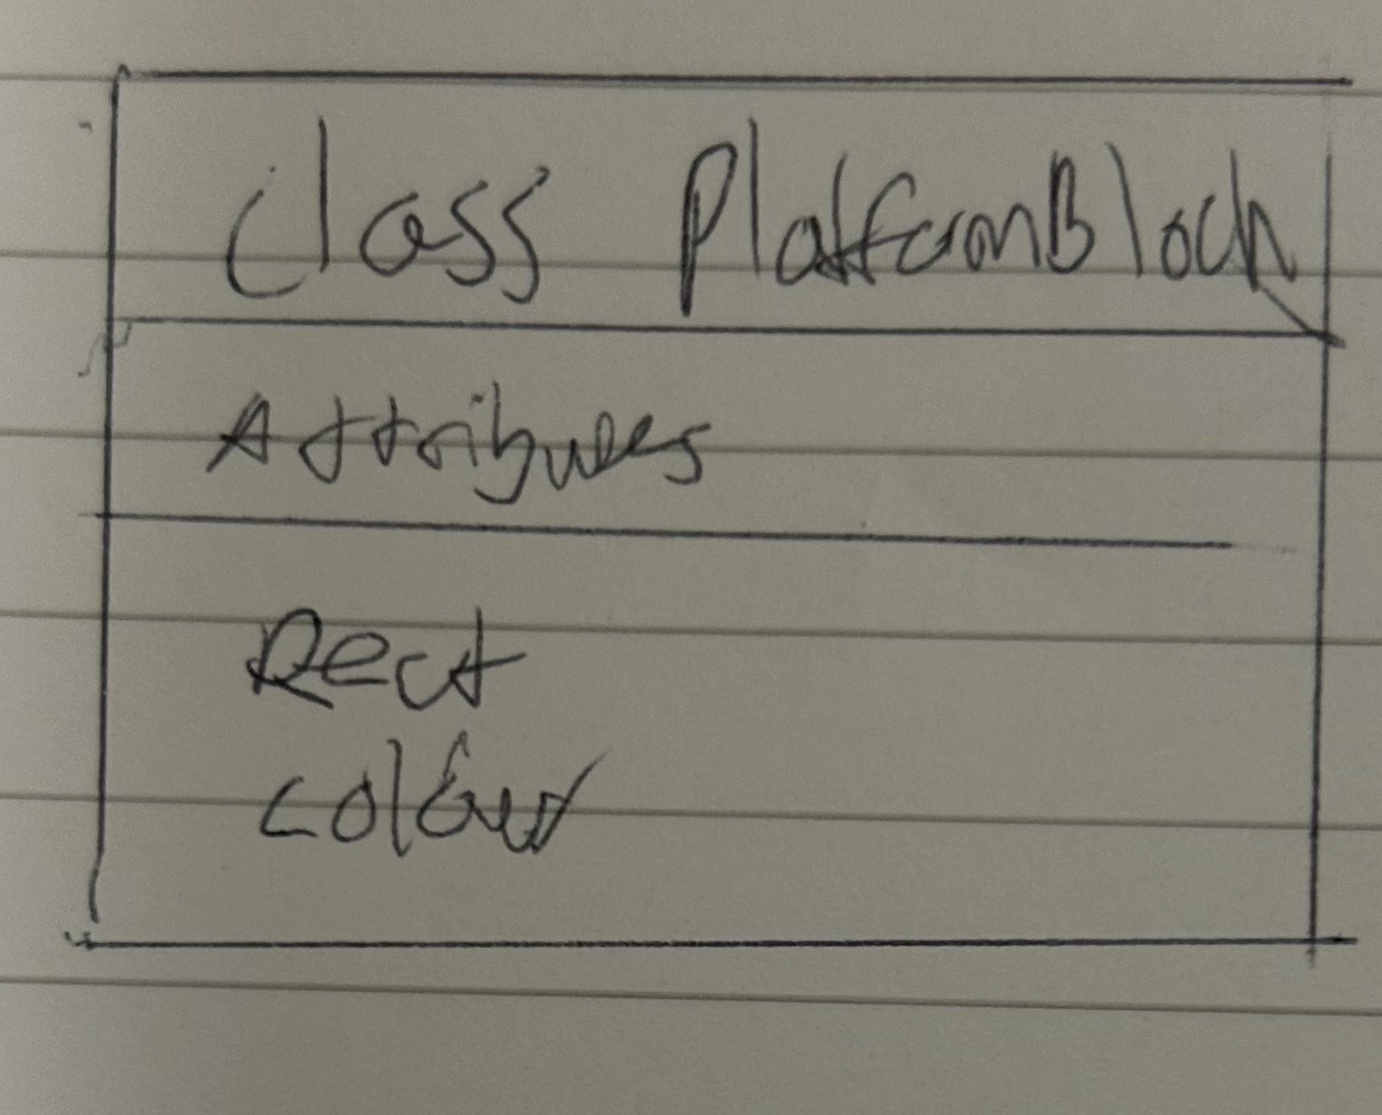 Class PlatformBlock
Attributes
Rect
colour